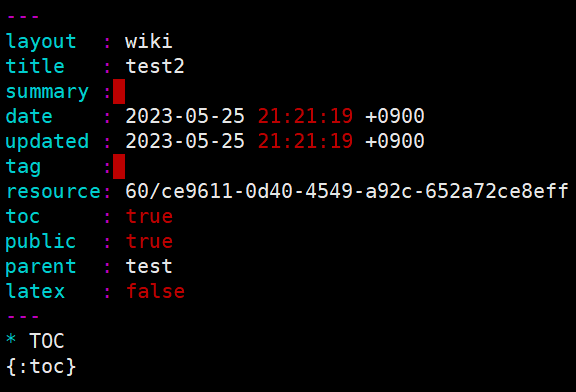 ---
layout  : wiki
title   : test2
summary :
date    : 2023-05-25 21:21:19 +0900
updated : 2023-05-25 21:21:19 +0900
tag     :
resource: 60/ce9611-0d40-4549-a92c-652a72ce8eff
toc     : true
public  : true
parent  : test
latex   : false
---
* TOC
{:toc}